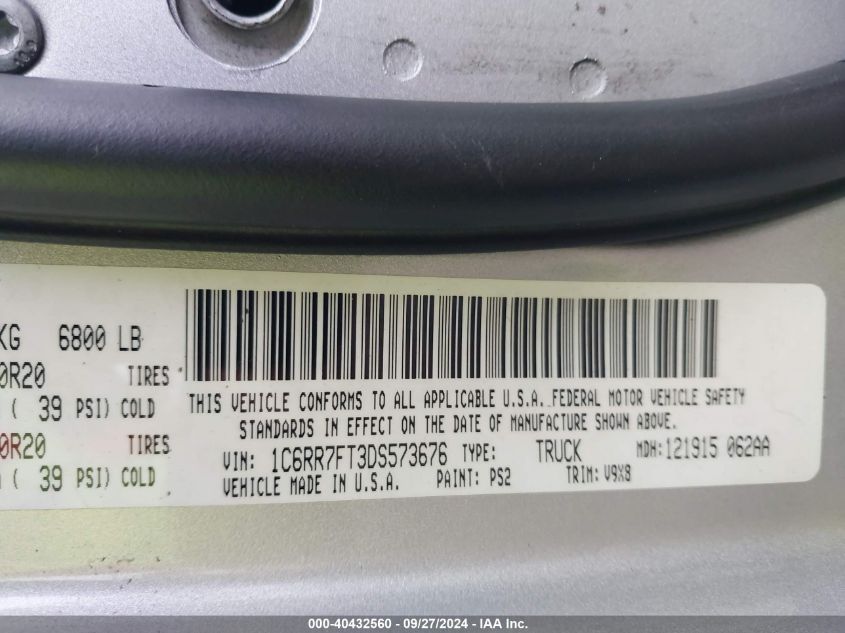 KG 6800 LB
0R20 TIRES
( 39 PSI) COLD
0R20 TIRES
( 39 PSI) COLD
THIS VEHICLE CONFORMS TO ALL APPLICABLE U.S.A. FEDERAL MOTOR VEHICLE SAFETY
STANDARDS IN EFFECT ON THE DATE OF MANUFACTURE SHOWN ABOVE.
VIN: 1C6RR7FT3DS573676 TYPE: TRUCK MDH: 121915 062AA
VEHICLE MADE IN U.S.A. PAINT: PS2 TRIM: V9X8
000-40432560 - 09/27/2024 - IAA Inc.